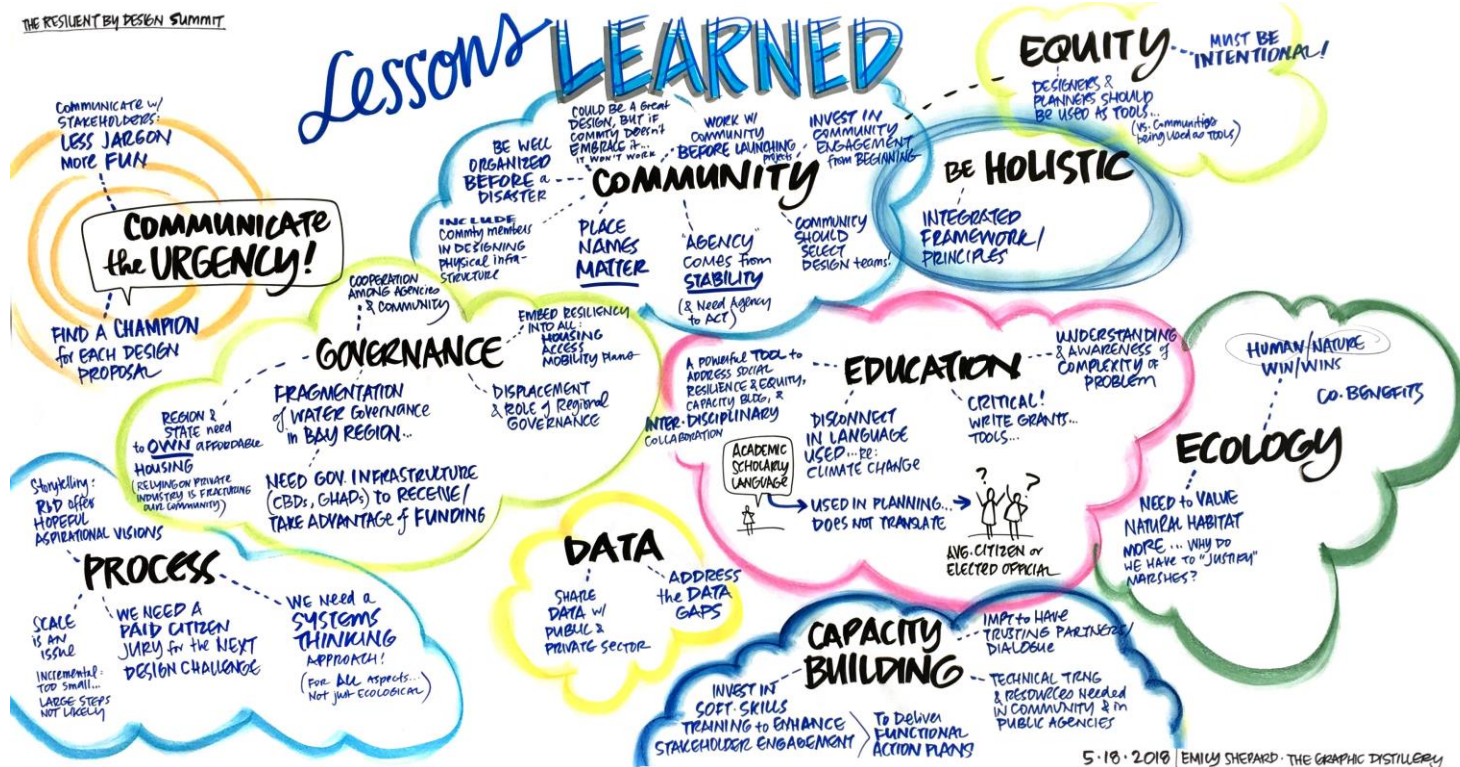 THE RESILIENT BY DESIGN SUMMIT
Lessons LEARNED
COMMUNICATE W/
STAKEHOLDERS:
LESS JARGON
MORE FUN
COMMUNICATE
the URGENCY!
FIND A CHAMPION
for EACH DESIGN
PROPOSAL
COMMUNITY
BE WELL
ORGANIZED
BEFORE a
DISASTER
COULD BE A GREAT
DESIGN, BUT IF
COMMTY DOESN'T
EMBRACE IT...
IT WON'T WORK
WORK W/
COMMUNITY
BEFORE LAUNCHING
projects
INVEST IN
COMMUNITY
ENGAGEMENT
from BEGINNING
INCLUDE
Commty members
IN DESIGNING
PHYSICAL INFRA-
STRUCTURE
PLACE
NAMES
MATTER
"AGENCY"
COMES from
STABILITY
(& Need Agency
to ACT)
COMMUNITY
SHOULD
SELECT
DESIGN teams!
EQUITY
MUST BE
INTENTIONAL!
DESIGNERS &
PLANNERS SHOULD
BE USED AS TOOLS...
(vs. Communities
being used as TOOLS)
BE HOLISTIC
INTEGRATED
FRAMEWORK/
PRINCIPLES
GOVERNANCE
COOPERATION
AMONG AGENCIES
& COMMUNITY
EMBED RESILIENCY
INTO ALL:
HOUSING
ACCESS
MOBILITY Plans
REGION &
STATE need
to OWN AFFORDABLE
HOUSING
(RELYING ON PRIVATE
INDUSTRY IS FRACTURING
OUR COMMUNITY)
FRAGMENTATION
of WATER GOVERNANCE
in BAY REGION...
DISPLACEMENT
& ROLE of Regional
GOVERNANCE
NEED GOV. INFRASTRUCTURE
(CBDs, GHADs) to RECEIVE/
TAKE ADVANTAGE of FUNDING
EDUCATION
A POWERFUL TOOL to
ADDRESS SOCIAL
RESILIENCE & EQUITY,
CAPACITY BLDG, &
INTER-DISCIPLINARY
COLLABORATION
UNDERSTANDING
& AWARENESS of
COMPLEXITY of
PROBLEM
DISCONNECT
IN LANGUAGE
USED... RE:
CLIMATE CHANGE
CRITICAL!
WRITE GRANTS...
TOOLS...
ACADEMIC
SCHOLARLY
LANGUAGE
USED IN PLANNING...
DOES NOT TRANSLATE
? ?
AVG. CITIZEN or
ELECTED OFFICIAL
ECOLOGY
HUMAN/NATURE
WIN/WINS
CO-BENEFITS
NEED to VALUE
NATURAL HABITAT
MORE... WHY DO
WE HAVE TO "JUSTIFY"
MARSHES?
PROCESS
Storytelling:
RbD offer
HOPEFUL
ASPIRATIONAL VISIONS
SCALE
is AN
ISSUE
Incremental:
TOO SMALL...
LARGE STEPS
NOT LIKELY
WE NEED A
PAID CITIZEN
JURY for the NEXT
DESIGN CHALLENGE
WE Need a
SYSTEMS
THINKING
APPROACH!
(FOR ALL Aspects...
Not just Ecological)
DATA
SHARE
DATA w/
PUBLIC &
PRIVATE SECTOR
ADDRESS
the DATA
GAPS
CAPACITY
BUILDING
IMPT to HAVE
TRUSTING PARTNERS/
DIALOGUE
INVEST IN
SOFT-SKILLS
TRAINING to ENHANCE
STAKEHOLDER ENGAGEMENT
To Deliver
FUNCTIONAL
ACTION PLANS
TECHNICAL TRNG
& RESOURCES Needed
IN COMMUNITY & in
PUBLIC AGENCIES
5·18·2018 | EMILY SHEPARD · THE GRAPHIC DISTILLERY